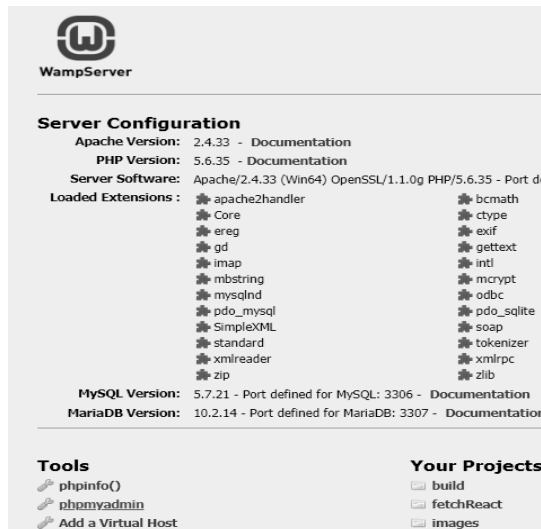 WampServer
Server Configuration
Apache Version: 2.4.33 - Documentation
PHP Version: 5.6.35 - Documentation
Server Software: Apache/2.4.33 (Win64) OpenSSL/1.1.0g PHP/5.6.35 - Port d
Loaded Extensions : apache2handler bcmath
Core ctype
ereg exif
gd gettext
imap intl
mbstring mcrypt
mysqlnd odbc
pdo_mysql pdo_sqlite
SimpleXML soap
standard tokenizer
xmlreader xmlrpc
zip zlib
MySQL Version: 5.7.21 - Port defined for MySQL: 3306 - Documentation
MariaDB Version: 10.2.14 - Port defined for MariaDB: 3307 - Documentation
Tools Your Projects
phpinfo() build
phpmyadmin fetchReact
Add a Virtual Host images